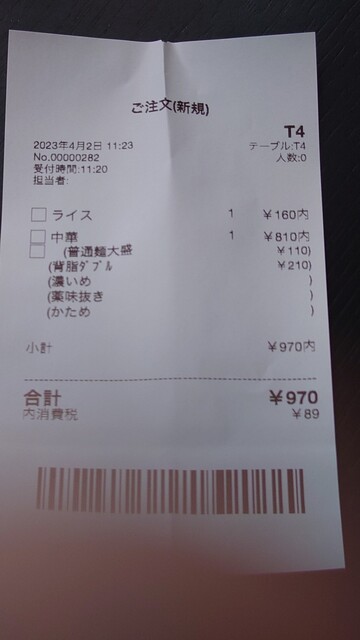 ご注文(新規)
T4
2023年4月2日 11:23 テーブル:T4
No.00000282 人数:0
受付時間:11:20
担当者:
ライス 1 ¥160内
中華 1 ¥810内
(普通麺大盛 ¥110)
(背脂ダブル ¥210)
(濃いめ )
(薬味抜き )
(かため )
小計 ¥970内
合計 ¥970
内消費税 ¥89